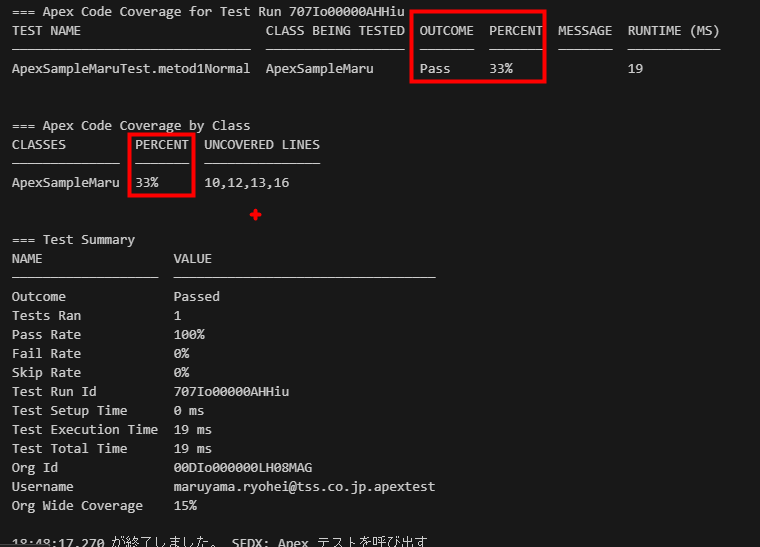 === Apex Code Coverage for Test Run 707Io00000AHHiu
TEST NAME CLASS BEING TESTED OUTCOME PERCENT MESSAGE RUNTIME (MS)
ApexSampleMaruTest.metod1Normal ApexSampleMaru Pass 33% 19
=== Apex Code Coverage by Class
CLASSES PERCENT UNCOVERED LINES
ApexSampleMaru 33% 10,12,13,16
=== Test Summary
NAME VALUE
Outcome Passed
Tests Ran 1
Pass Rate 100%
Fail Rate 0%
Skip Rate 0%
Test Run Id 707Io00000AHHiu
Test Setup Time 0 ms
Test Execution Time 19 ms
Test Total Time 19 ms
Org Id 00DIo000000LH08MAG
Username maruyama.ryohei@tss.co.jp.apextest
Org Wide Coverage 15%
18:48:17.270 が終了しました。 SFDX: Apex テストを呼び出す